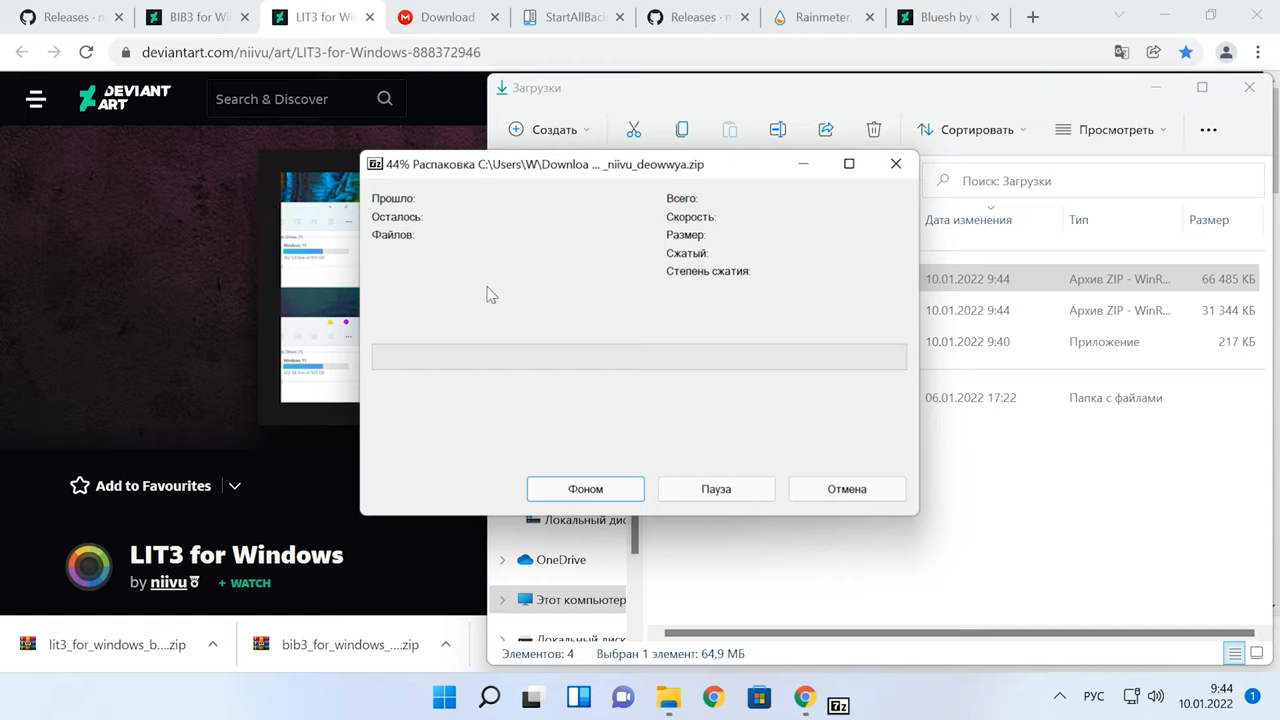 Releases · n
BIB3 for Wi
LIT3 for Wi
Download
StartAllBack
Releases · n
Rainmeter,
Bluesh by v
deviantart.com/niivu/art/LIT3-for-Windows-888372946
DEVIANT
ART
Search & Discover
Загрузки
Создать
Сортировать
Просмотреть
Поиск: Загрузки
Дата изменения
Тип
Размер
10.01.2022 9:44
Архив ZIP - WinR...
66 485 КБ
10.01.2022 9:44
Архив ZIP - WinR...
31 344 КБ
10.01.2022 9:40
Приложение
217 КБ
06.01.2022 17:22
Папка с файлами
44% Распаковка C:\Users\W\Downloa ... _niivu_deowwya.zip
Прошло:
Осталось:
Файлов:
Всего:
Скорость:
Размер:
Сжатый:
Степень сжатия:
Фоном
Пауза
Отмена
Windows 11
Windows 11
Add to Favourites
LIT3 for Windows
by niivu
+ WATCH
Локальный дис
OneDrive
Этот компьютер
Локальный диск
Элементов: 4
Выбран 1 элемент: 64,9 МБ
lit3_for_windows_b....zip
bib3_for_windows_....zip
7z
РУС
9:44
10.01.2022
1